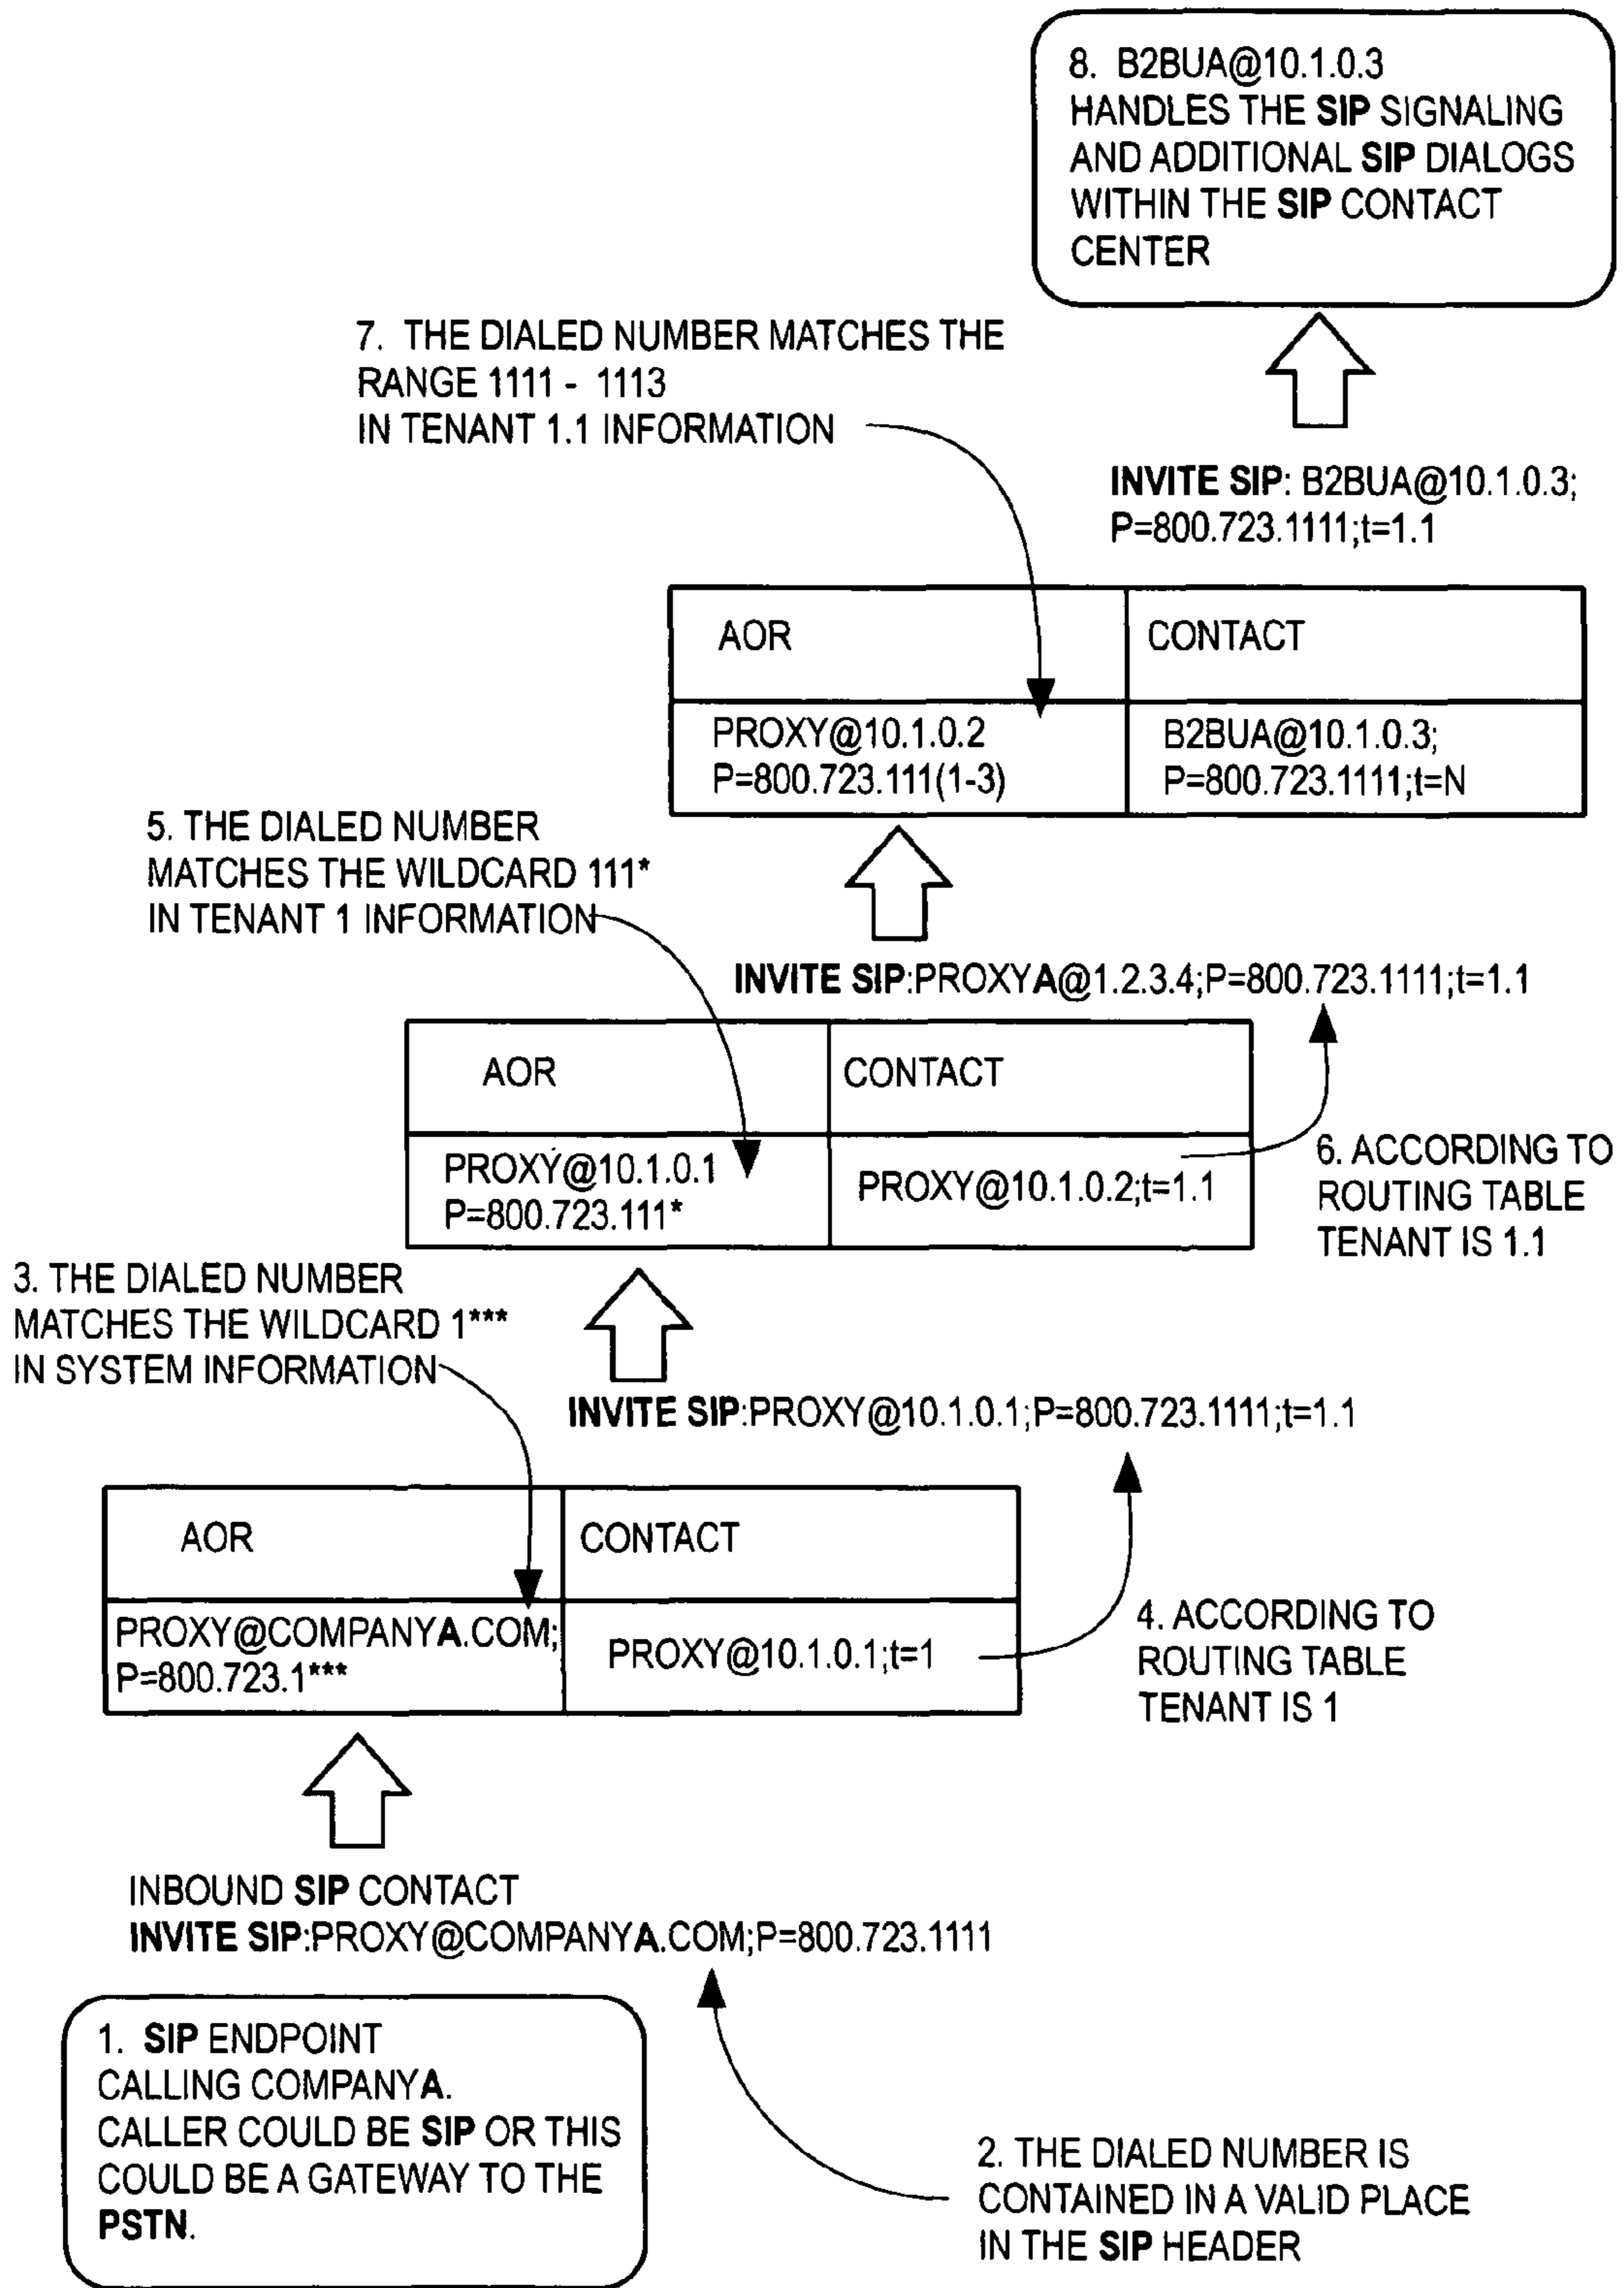 8. B2BUA@10.1.0.3
HANDLES THE SIP SIGNALING
AND ADDITIONAL SIP DIALOGS
WITHIN THE SIP CONTACT
CENTER
7. THE DIALED NUMBER MATCHES THE
RANGE 1111 - 1113
IN TENANT 1.1 INFORMATION
INVITE SIP: B2BUA@10.1.0.3;
P=800.723.1111;t=1.1
AOR
CONTACT
PROXY@10.1.0.2
P=800.723.111(1-3)
B2BUA@10.1.0.3;
P=800.723.1111;t=N
5. THE DIALED NUMBER
MATCHES THE WILDCARD 111*
IN TENANT 1 INFORMATION
INVITE SIP:PROXYA@1.2.3.4;P=800.723.1111;t=1.1
AOR
CONTACT
PROXY@10.1.0.1
P=800.723.111*
PROXY@10.1.0.2;t=1.1
6. ACCORDING TO
ROUTING TABLE
TENANT IS 1.1
3. THE DIALED NUMBER
MATCHES THE WILDCARD 1***
IN SYSTEM INFORMATION
INVITE SIP:PROXY@10.1.0.1;P=800.723.1111;t=1.1
AOR
CONTACT
PROXY@COMPANYA.COM;
P=800.723.1***
PROXY@10.1.0.1;t=1
4. ACCORDING TO
ROUTING TABLE
TENANT IS 1
INBOUND SIP CONTACT
INVITE SIP:PROXY@COMPANYA.COM;P=800.723.1111
1. SIP ENDPOINT
CALLING COMPANYA.
CALLER COULD BE SIP OR THIS
COULD BE A GATEWAY TO THE
PSTN.
2. THE DIALED NUMBER IS
CONTAINED IN A VALID PLACE
IN THE SIP HEADER